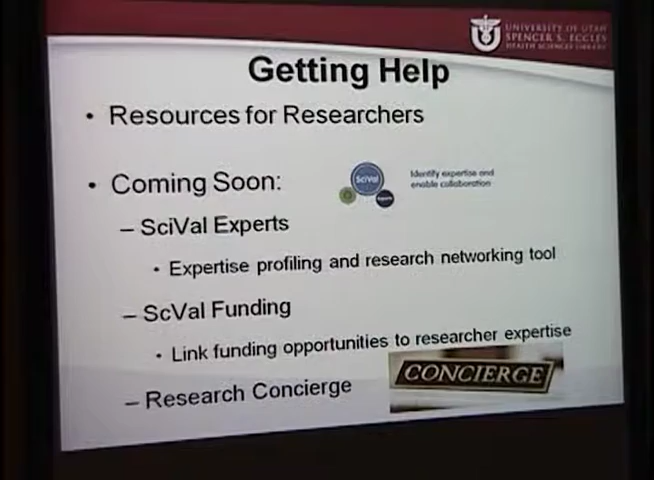 UNIVERSITY OF UTAH
SPENCER S. ECCLES
HEALTH SCIENCES LIBRARY
Getting Help
• Resources for Researchers
• Coming Soon:
SciVal
Identify expertise and
enable collaboration
– SciVal Experts
• Expertise profiling and research networking tool
– ScVal Funding
• Link funding opportunities to researcher expertise
– Research Concierge
CONCIERGE